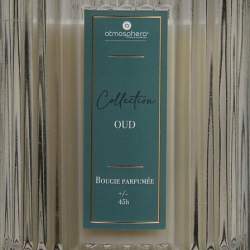 atmosphera
Collection
OUD
BOUGIE PARFUMÉE
+/-
45h